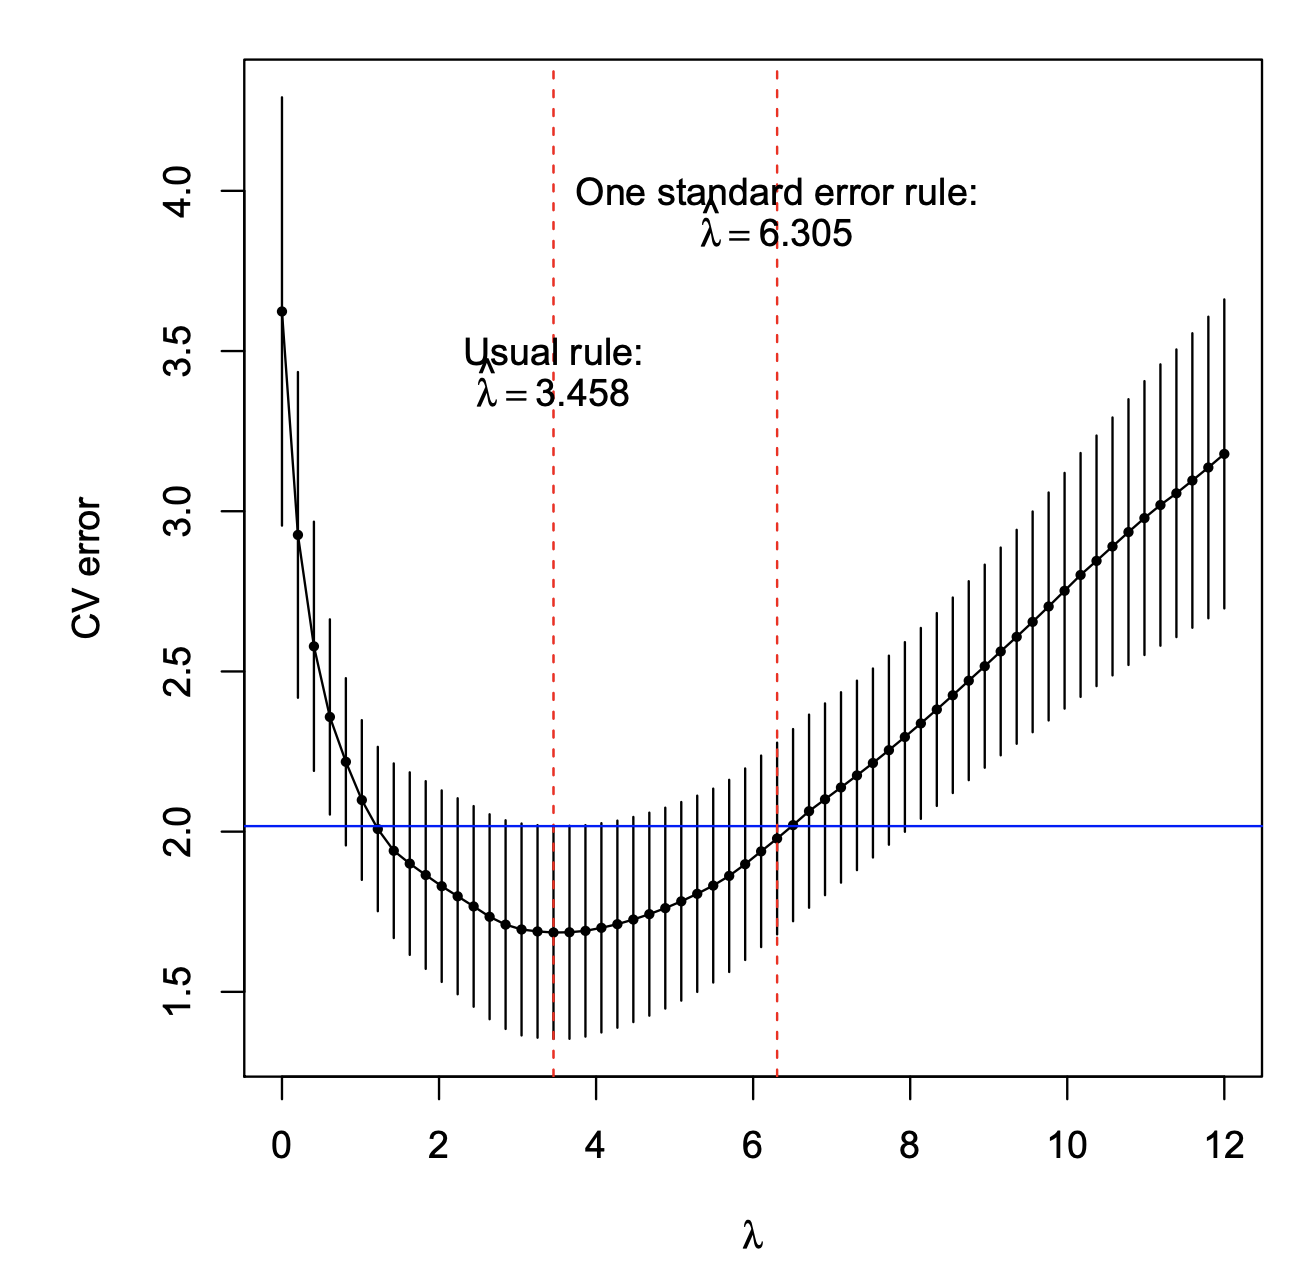 4.0
One standard error rule:
λ̂ = 6.305
3.5
Usual rule:
λ̂ = 3.458
3.0
CV error
2.5
2.0
1.5
0 2 4 6 8 10 12
λ